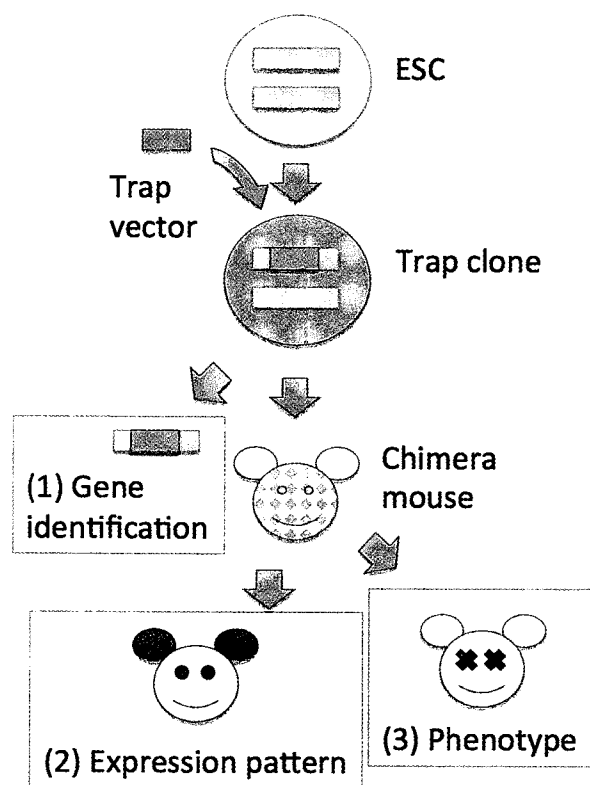 ESC
Trap
vector
Trap clone
(1) Gene
identification
Chimera
mouse
(2) Expression pattern
(3) Phenotype